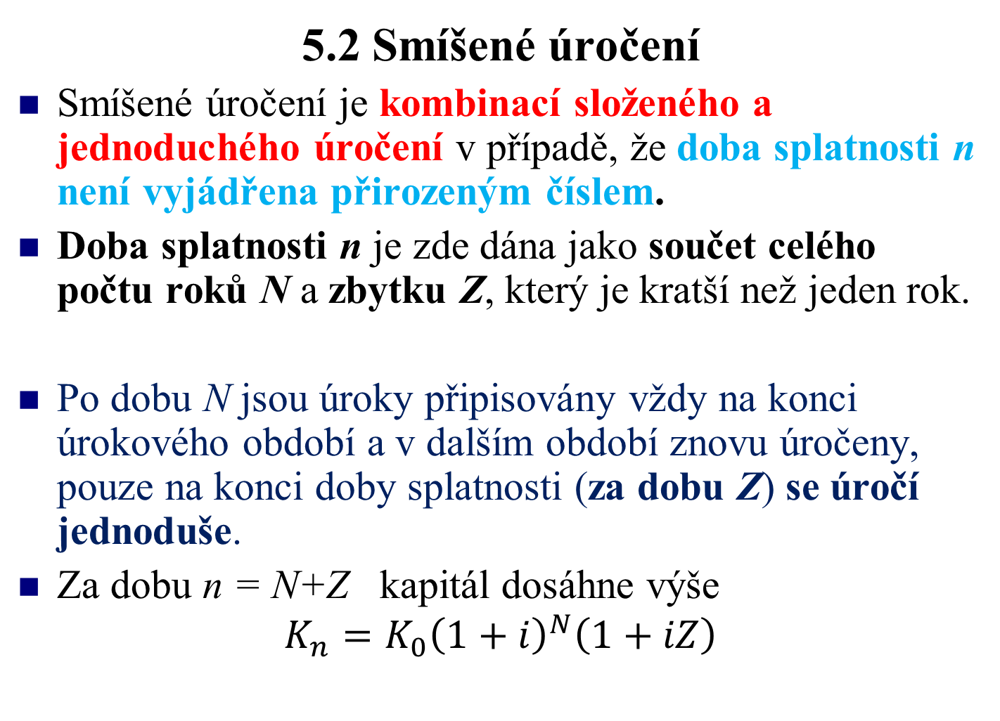 5.2 Smíšené úročení
Smíšené úročení je kombinací složeného a
jednoduchého úročení v případě, že doba splatnosti n
není vyjádřena přirozeným číslem.
Doba splatnosti n je zde dána jako součet celého
počtu roků N a zbytku Z, který je kratší než jeden rok.
Po dobu N jsou úroky připisovány vždy na konci
úrokového období a v dalším období znovu úročeny,
pouze na konci doby splatnosti (za dobu Z) se úročí
jednoduše.
Za dobu n = N+Z kapitál dosáhne výše
Kₙ = K₀(1 + i)ᴺ(1 + iZ)